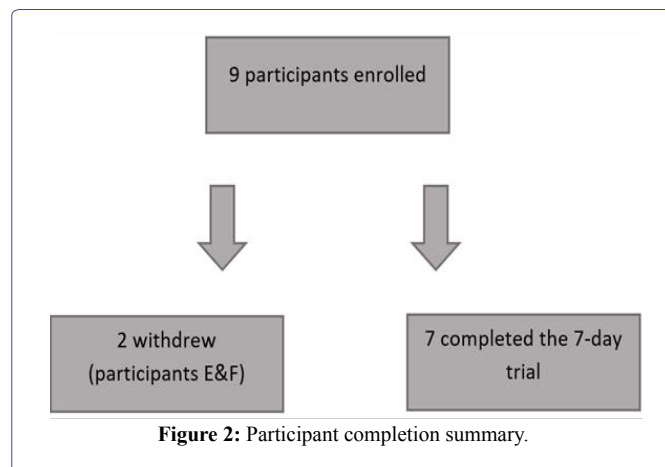 9 participants enrolled
2 withdrew
(participants E&F)
7 completed the 7-day
trial
Figure 2: Participant completion summary.